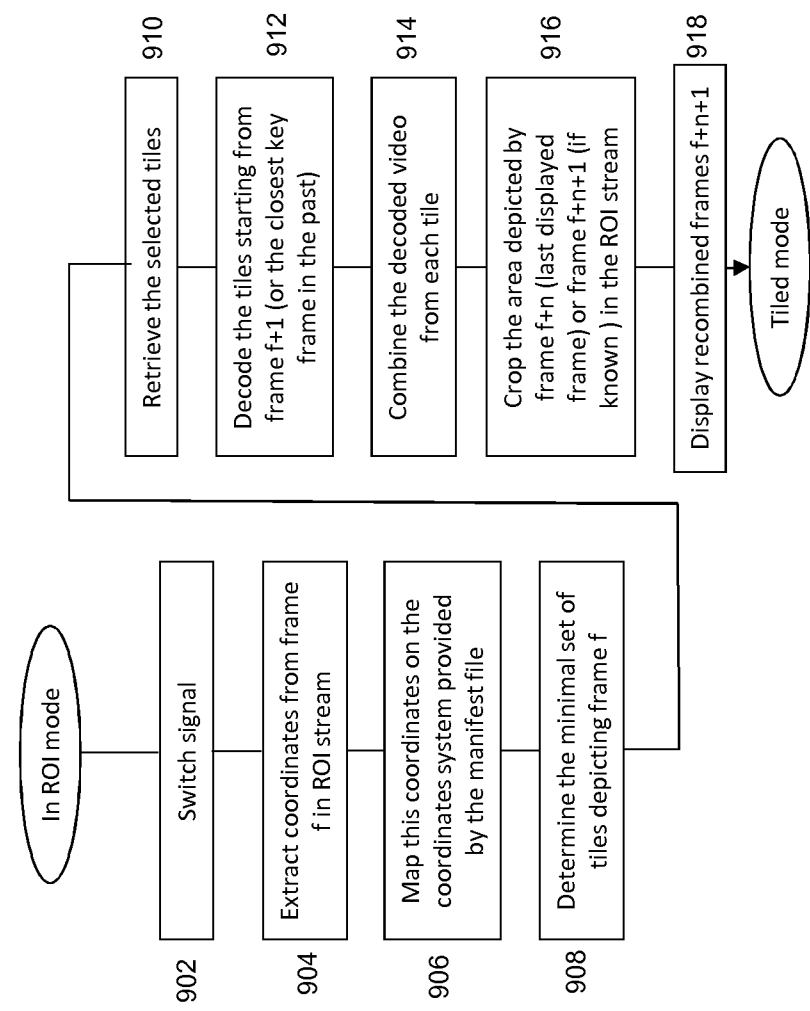 In ROI mode
902
Switch signal
904
Extract coordinates from frame
f in ROI stream
906
Map this coordinates on the
coordinates system provided
by the manifest file
908
Determine the minimal set of
tiles depicting frame f
Retrieve the selected tiles
910
Decode the tiles starting from
frame f+1 (or the closest key
frame in the past)
912
Combine the decoded video
from each tile
914
Crop the area depicted by
frame f+n (last displayed
frame) or frame f+n+1 (if
known ) in the ROI stream
916
Display recombined frames f+n+1
918
Tiled mode